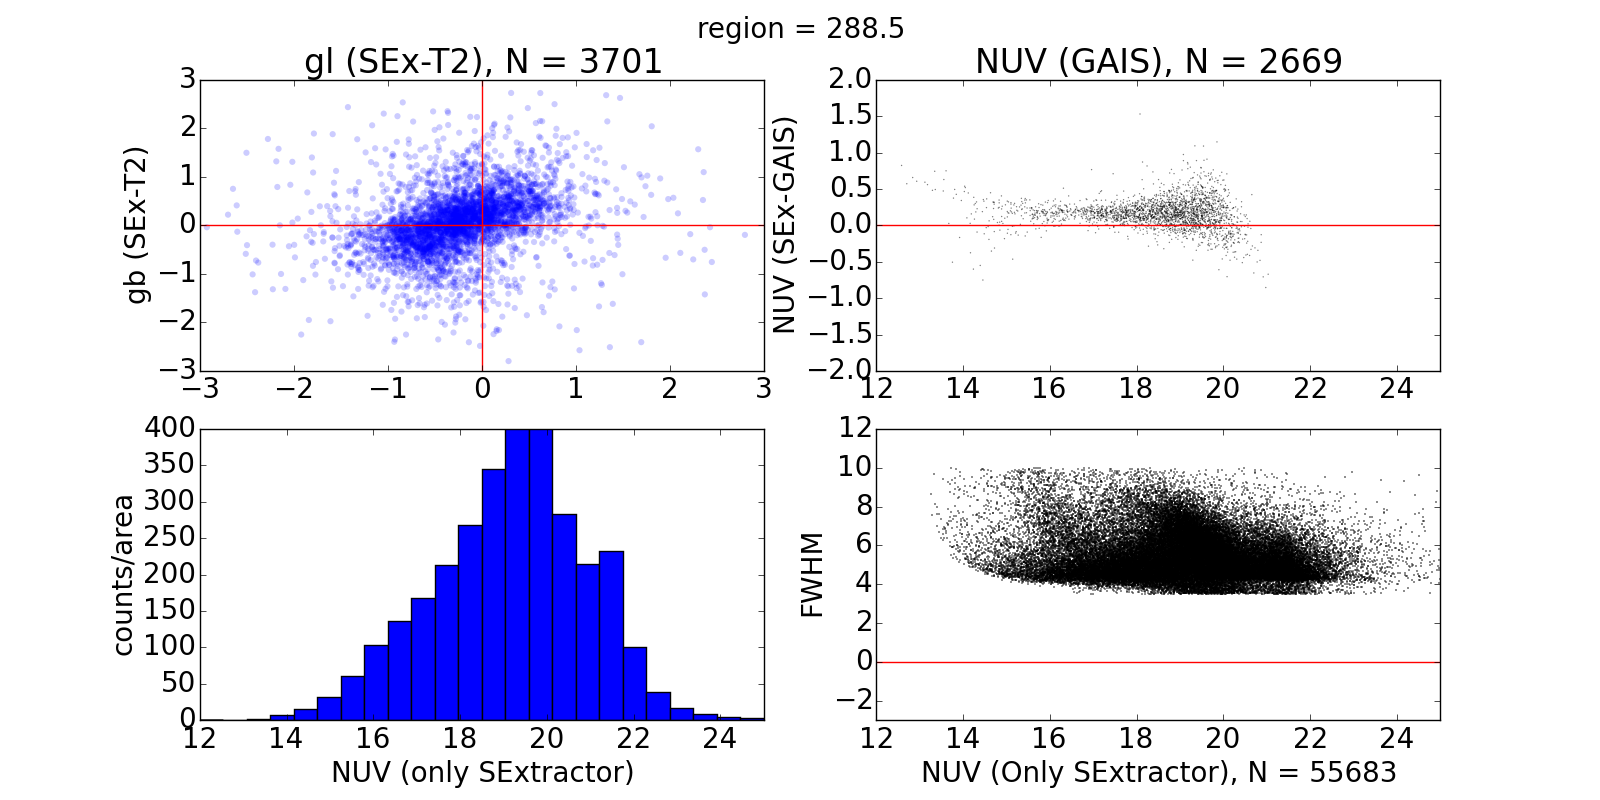 region = 288.5
gl (SEx-T2), N = 3701
NUV (GAIS), N = 2669
3
2
1
0
−1
−2
−3
gb (SEx-T2)
−3 −2 −1 0 1 2 3
2.0
1.5
1.0
0.5
0.0
−0.5
−1.0
−1.5
−2.0
NUV (SEx-GAIS)
12 14 16 18 20 22 24
400
350
300
250
200
150
100
50
0
counts/area
12 14 16 18 20 22 24
NUV (only SExtractor)
12
10
8
6
4
2
0
−2
FWHM
12 14 16 18 20 22 24
NUV (Only SExtractor), N = 55683